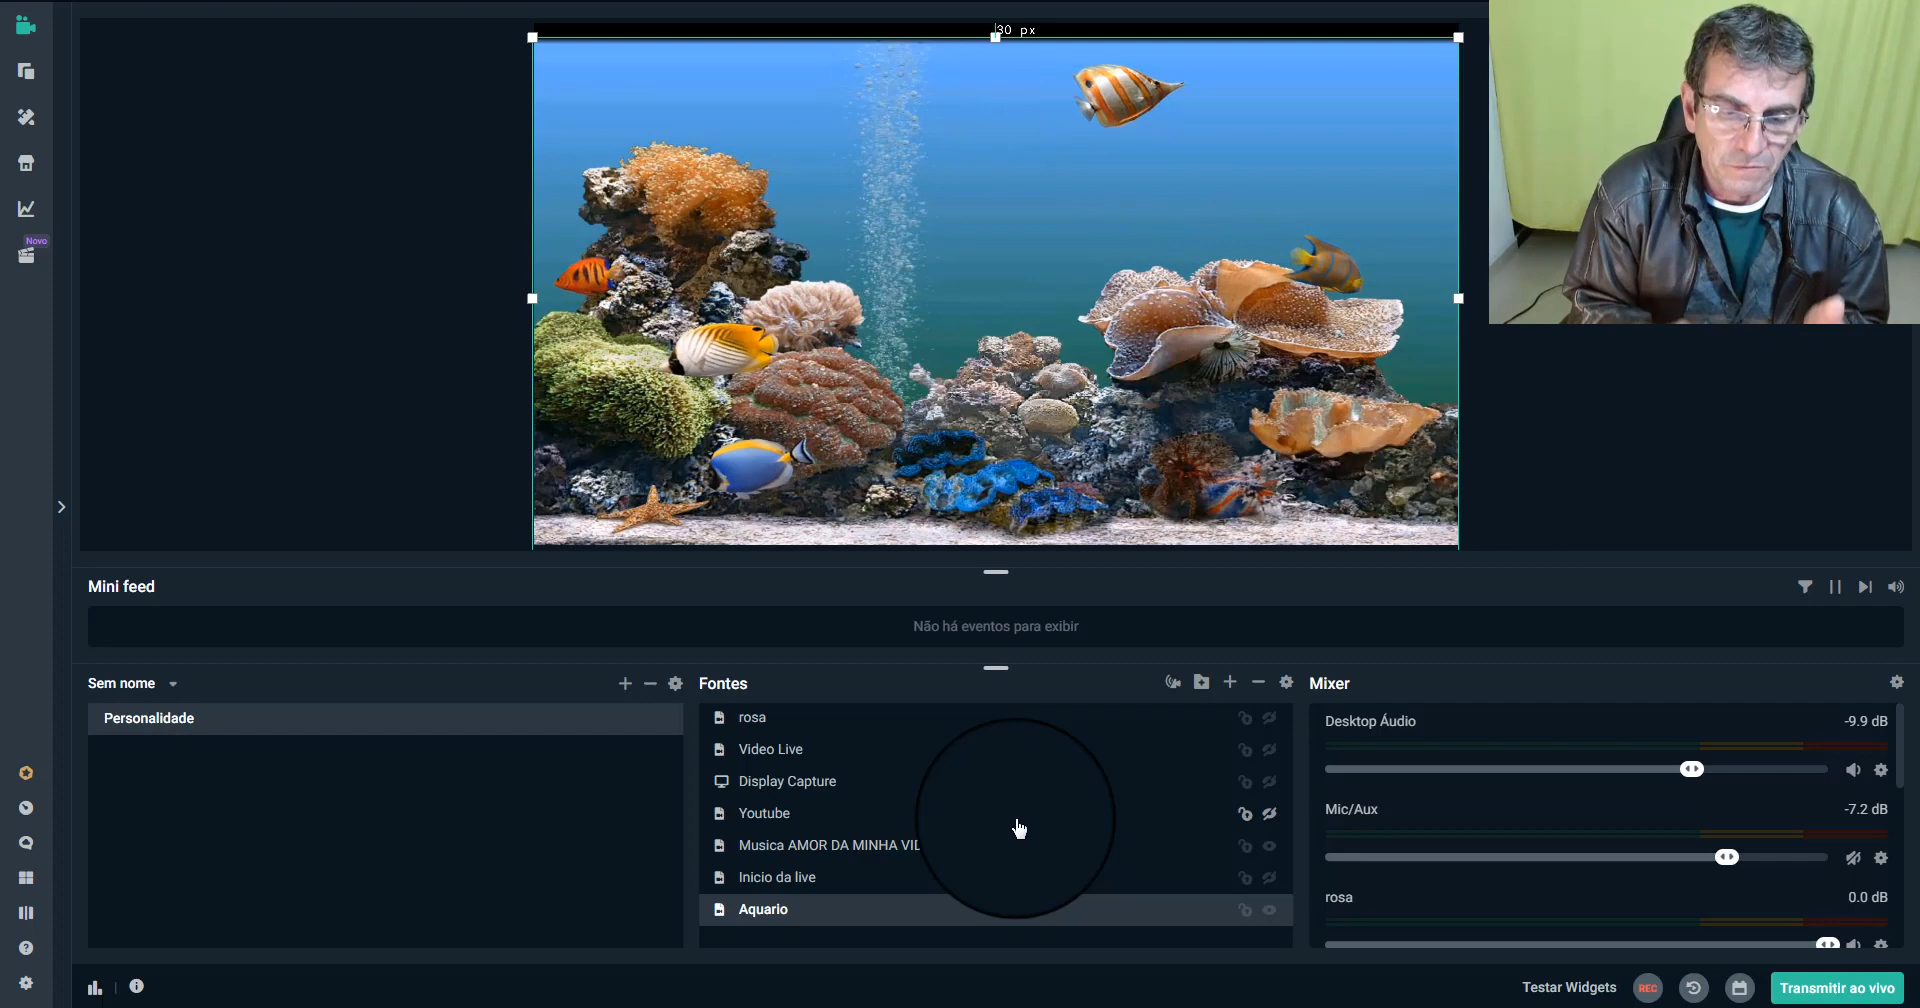 30 px
Novo
Mini feed
Não há eventos para exibir
Sem nome
Fontes
Mixer
Personalidade
rosa
Video Live
Display Capture
Youtube
Musica AMOR DA MINHA VID
Inicio da live
Aquario
Desktop Áudio
-9.9 dB
Mic/Aux
-7.2 dB
rosa
0.0 dB
Testar Widgets
REC
Transmitir ao vivo